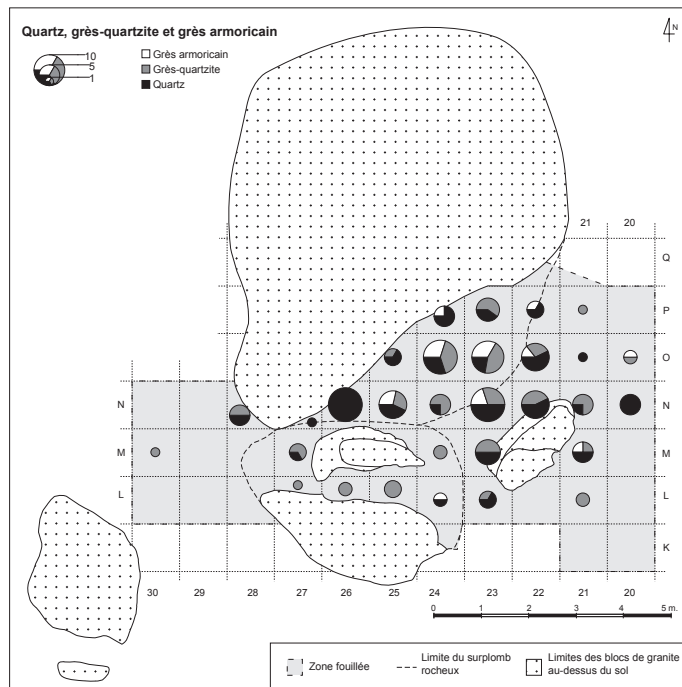 Quartz, grès-quartzite et grès armoricain
N
10
5
1
Grès armoricain
Grès-quartzite
Quartz
21 20
Q
P
O
N N
M M
L L
K
30 29 28 27 26 25 24 23 22 21 20
0 1 2 3 4 5 m.
Zone fouillée
Limite du surplomb
rocheux
Limites des blocs de granite
au-dessus du sol